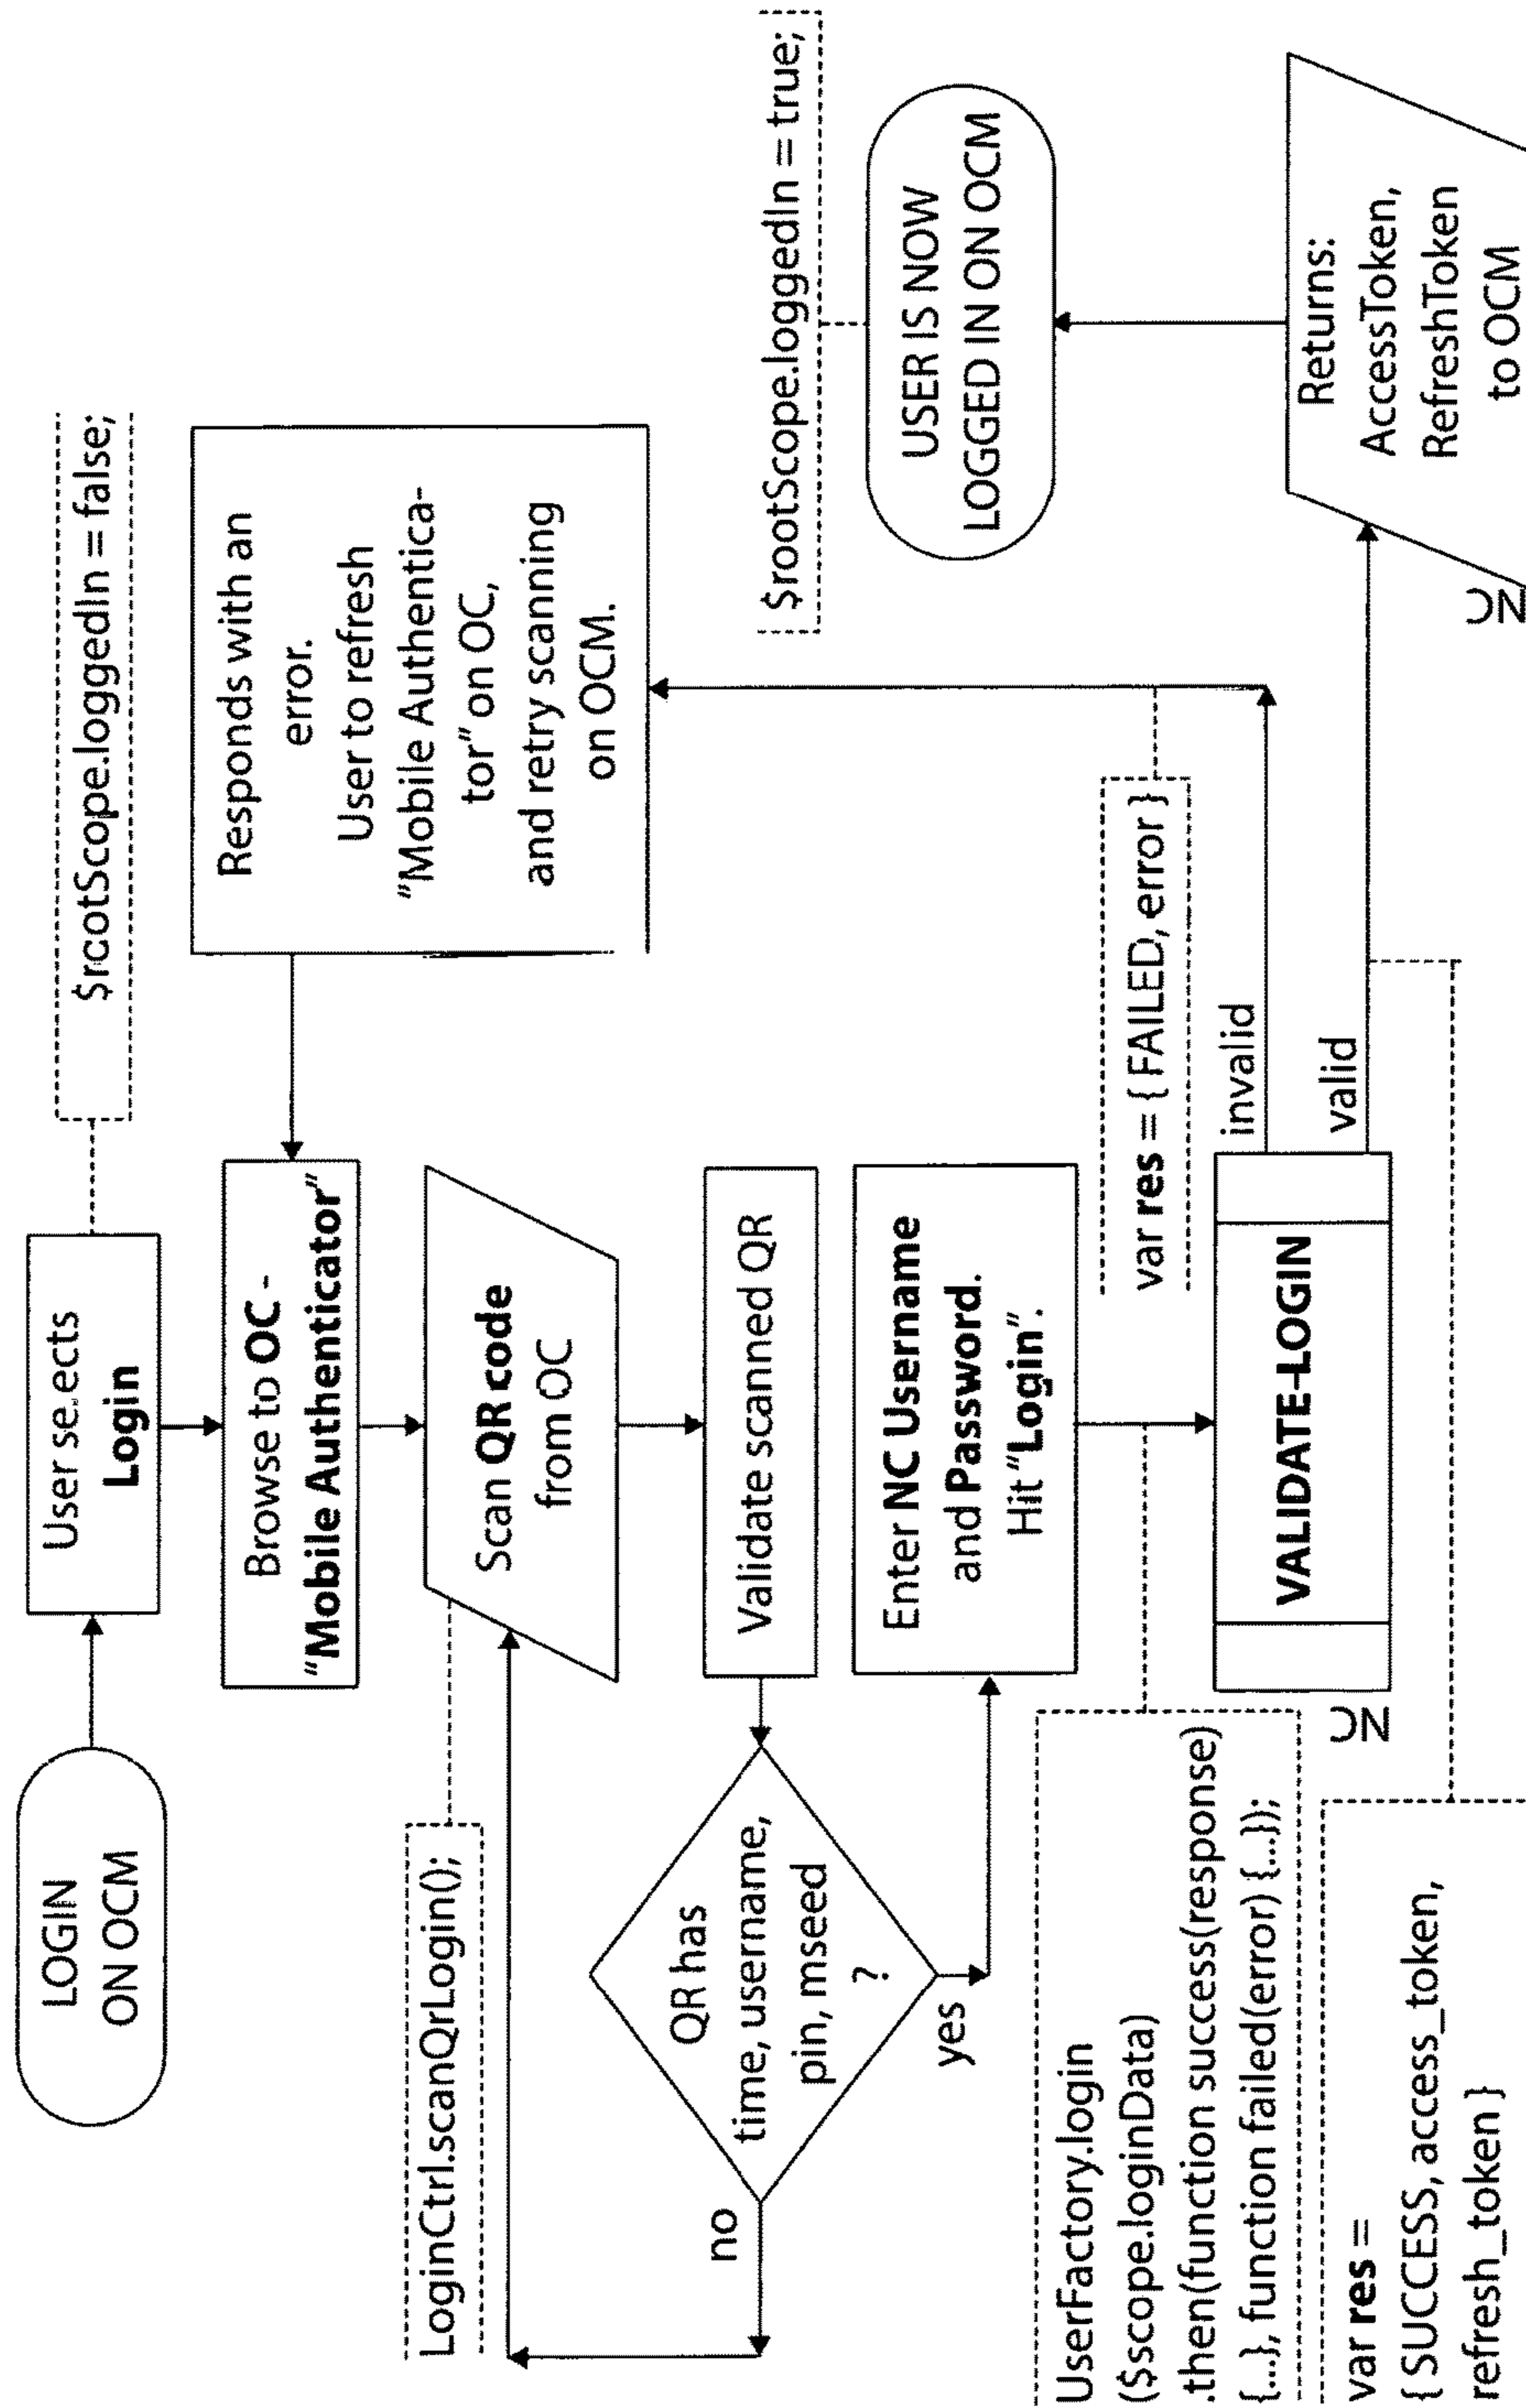 LOGIN
ON OCM
User se.ects
Login
$rcotScope.loggedIn = false;
Browse to OC -
"Mobile Authenticator"
Responds with an
error.
User to refresh
"Mobile Authentica-
tor" on OC,
and retry scanning
on OCM.
LoginCtrl.scanQrLogin();
Scan QR code
from OC
Validate scanned QR
QR has
time, username,
pin, mseed
?
no
yes
Enter NC Username
and Password.
Hit "Login".
$rootScope.loggedIn = true;
USER IS NOW
LOGGED IN ON OCM
UserFactory.login
($scope.loginData)
.then(function success(response)
{...}, function failed(error) {...});
var res = { FAILED, error }
NC
VALIDATE-LOGIN
invalid
valid
var res =
{ SUCCESS, access_token,
refresh_token }
NC
Returns:
AccessToken,
RefreshToken
to OCM